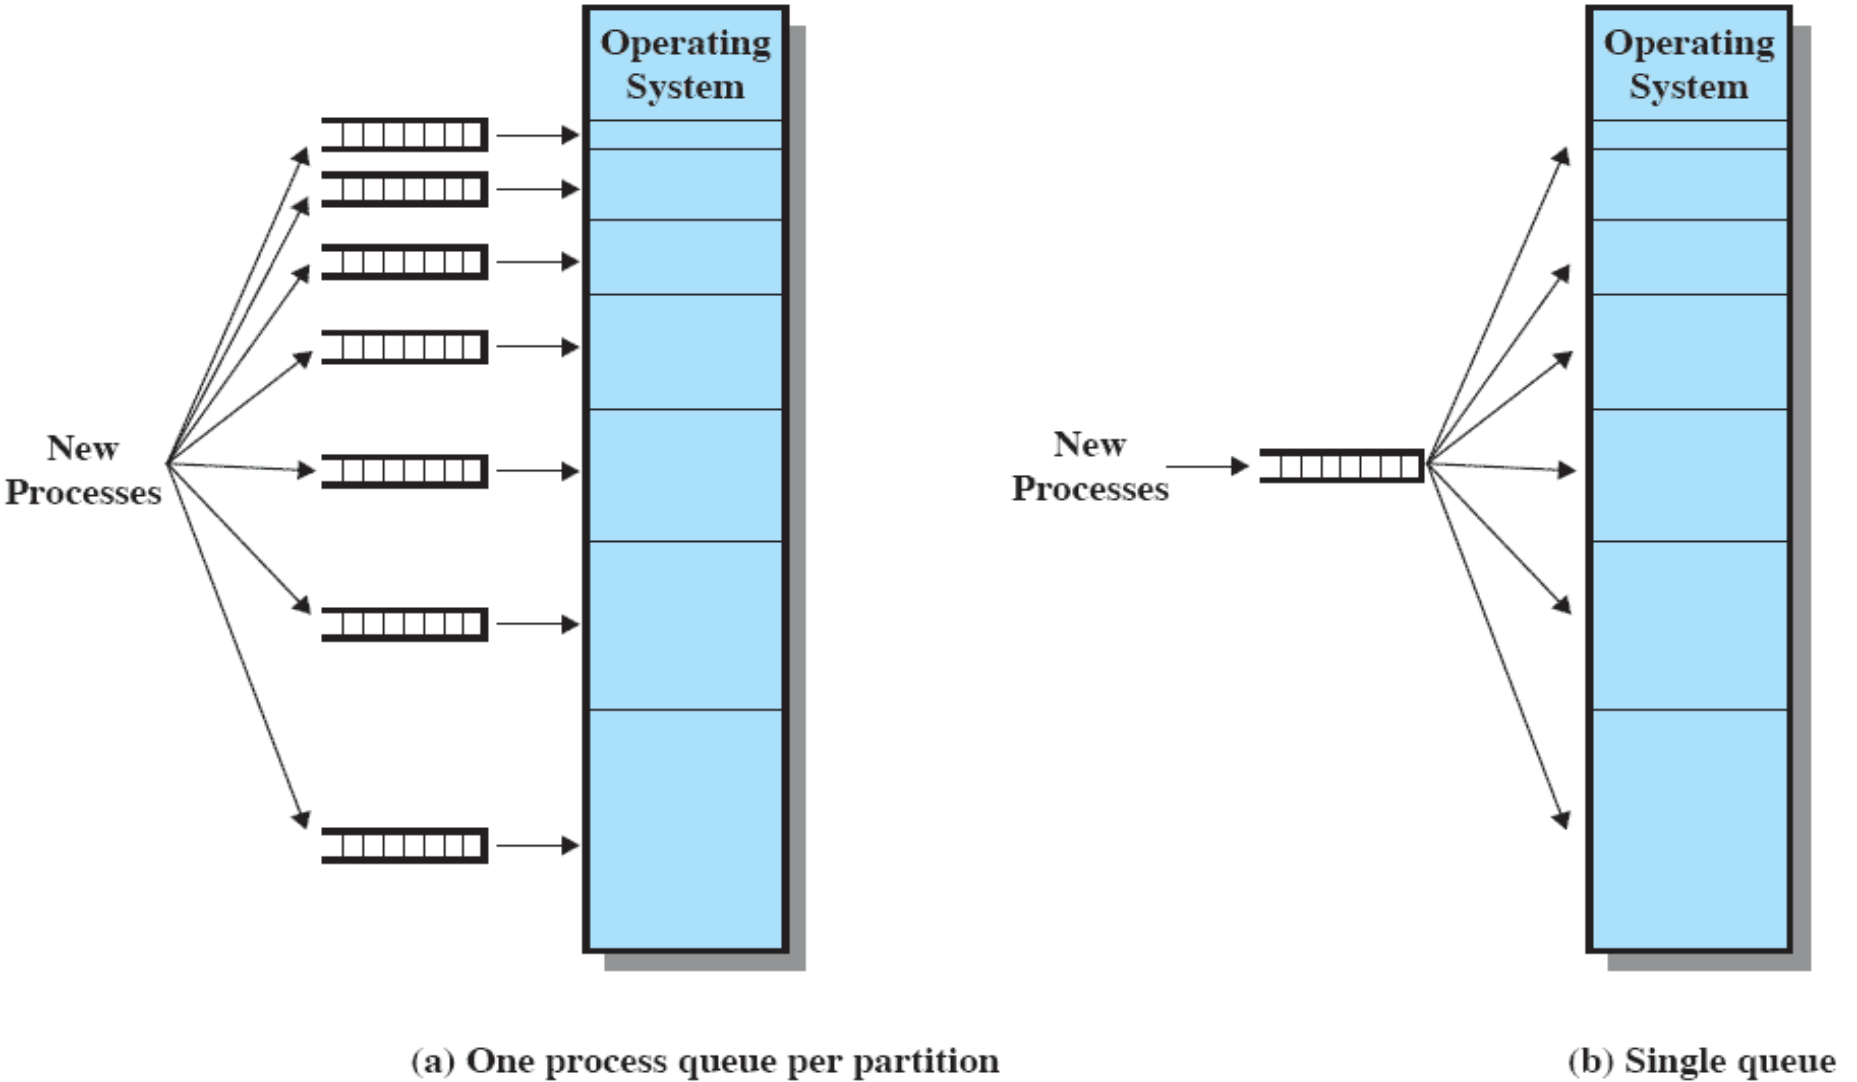 Operating
System
New
Processes
(a) One process queue per partition
Operating
System
New
Processes
(b) Single queue